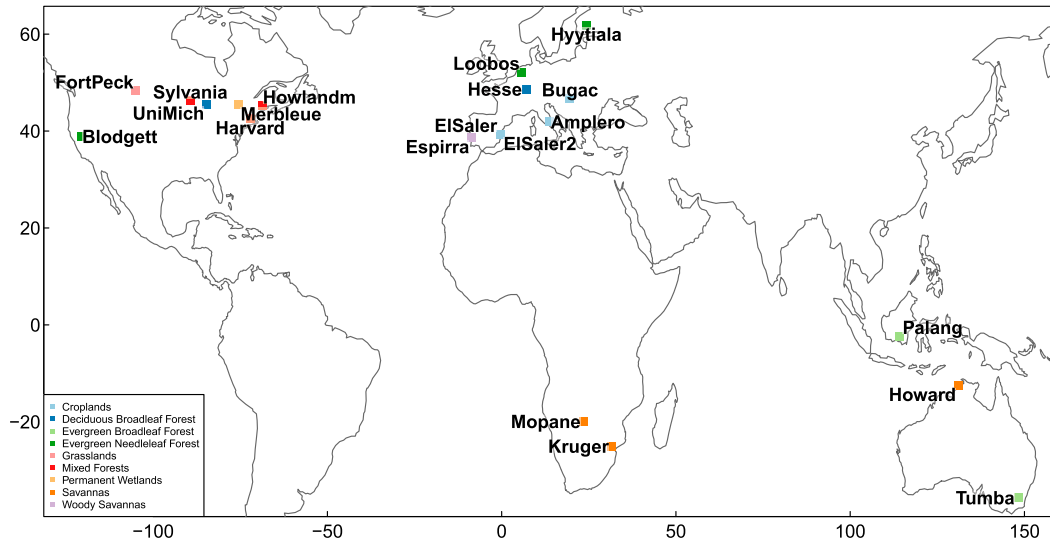 60
40
20
0
−20
Hyytiala
Loobos
FortPeck
Sylvania
Howlandm
Hesse
Bugac
UniMich
Merbleue
Harvard
ElSaler
Amplero
Blodgett
Espirra
ElSaler2
Palang
Howard
Mopane
Kruger
Tumba
Croplands
Deciduous Broadleaf Forest
Evergreen Broadleaf Forest
Evergreen Needleleaf Forest
Grasslands
Mixed Forests
Permanent Wetlands
Savannas
Woody Savannas
−100
−50
0
50
100
150